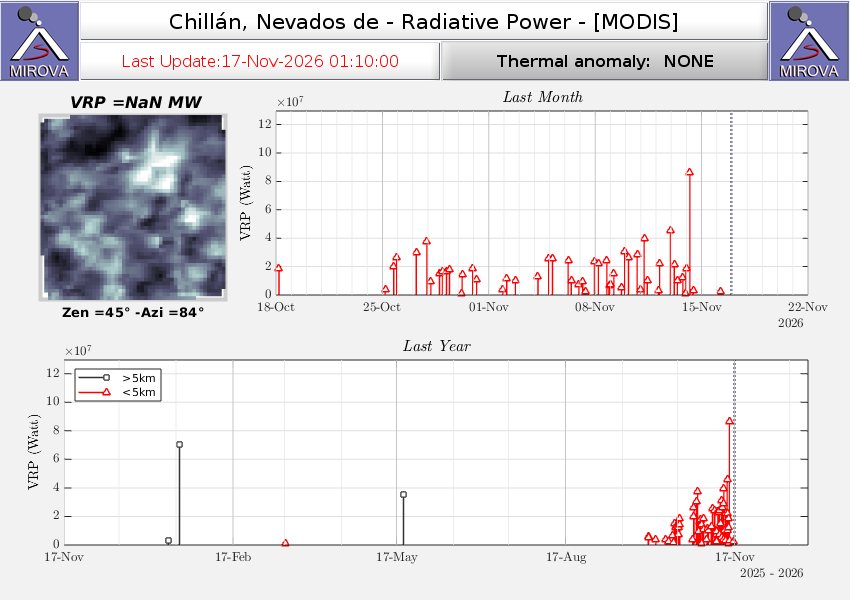 Chillán, Nevados de - Radiative Power - [MODIS]
MIROVA
Last Update:17-Nov-2026 01:10:00
Thermal anomaly: NONE
MIROVA
VRP =NaN MW
Zen =45° -Azi =84°
Last Month
×10⁷
VRP (Watt)
12
10
8
6
4
2
0
18-Oct 25-Oct 01-Nov 08-Nov 15-Nov 22-Nov
2026
Last Year
×10⁷
VRP (Watt)
12
10
8
6
4
2
0
>5km
<5km
17-Nov 17-Feb 17-May 17-Aug 17-Nov
2025 - 2026